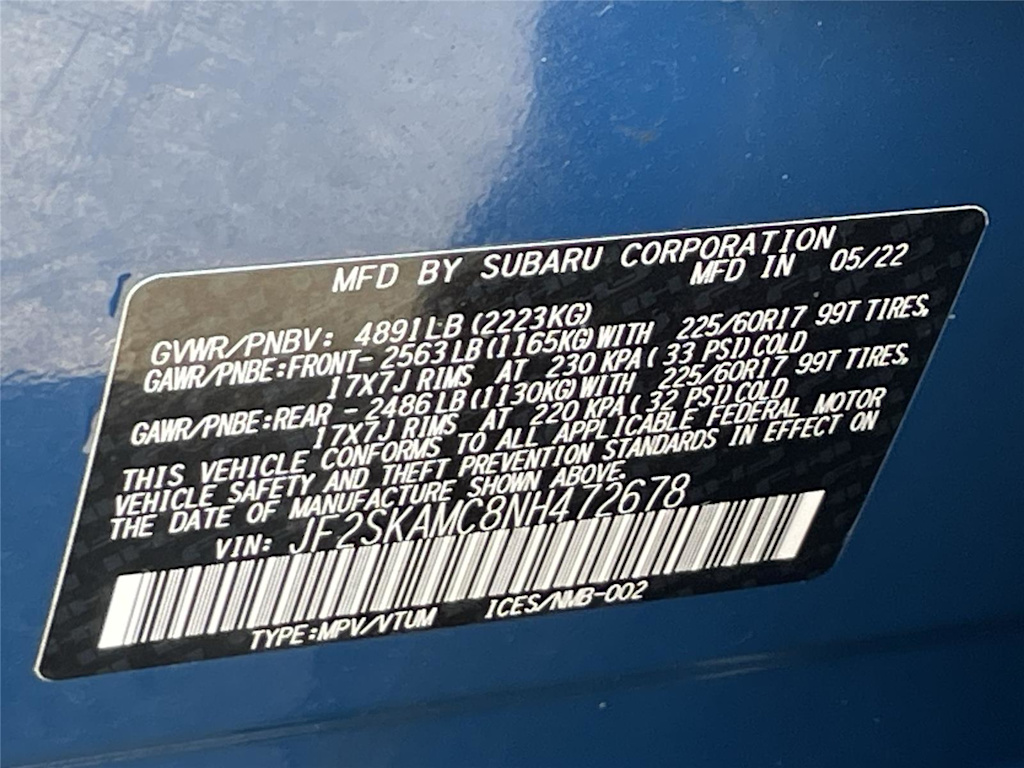 MFD BY SUBARU CORPORATION
MFD IN 05/22
GVWR/PNBV: 4891LB (2223KG)
GAWR/PNBE:FRONT- 2563LB (1165KG) WITH 225/60R17 99T TIRES,
17X7J RIMS AT 230 KPA ( 33 PSI) COLD
GAWR/PNBE:REAR - 2486LB (1130KG) WITH 225/60R17 99T TIRES,
17X7J RIMS AT 220 KPA ( 32 PSI) COLD
THIS VEHICLE CONFORMS TO ALL APPLICABLE FEDERAL MOTOR
VEHICLE SAFETY AND THEFT PREVENTION STANDARDS IN EFFECT ON
THE DATE OF MANUFACTURE SHOWN ABOVE.
VIN: JF2SKAMC8NH472678
TYPE:MPV/VTUM ICES/NMB-002